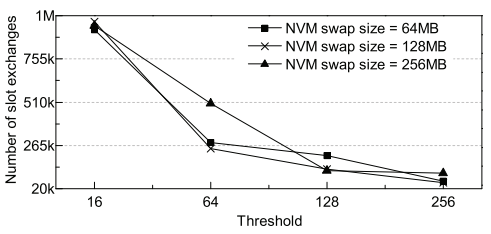 Number of slot exchanges
1M
755k
510k
265k
20k
NVM swap size = 64MB
NVM swap size = 128MB
NVM swap size = 256MB
16 64 128 256
Threshold